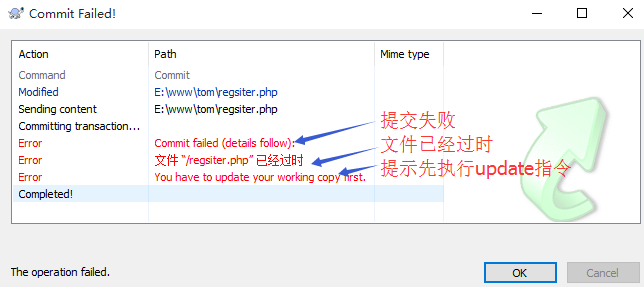 Commit Failed!
Action Path Mime type
Command Commit
Modified E:\www\tom\regsiter.php
Sending content E:\www\tom\regsiter.php
Committing transaction...
Error Commit failed (details follow):
Error 文件 “/regsiter.php” 已经过时
Error You have to update your working copy first.
Completed!
提交失败
文件已经过时
提示先执行update指令
The operation failed.
OK Cancel